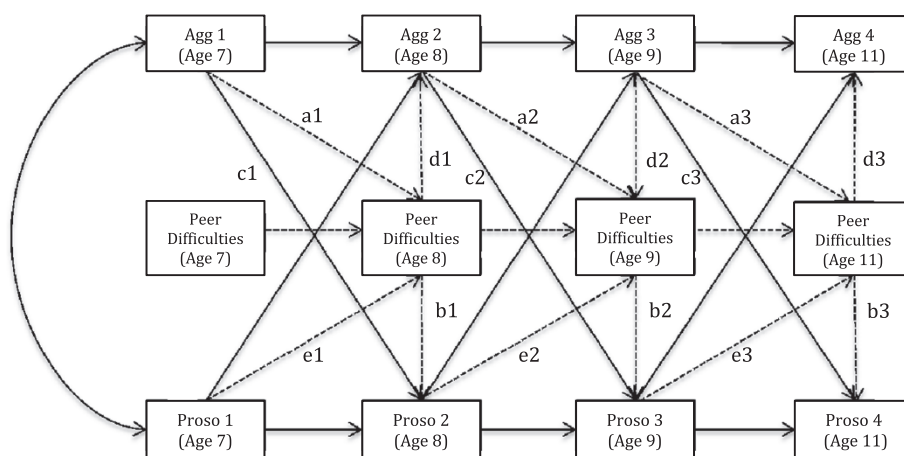 Agg 1
(Age 7)
Agg 2
(Age 8)
Agg 3
(Age 9)
Agg 4
(Age 11)
a1
a2
a3
c1
d1
c2
d2
c3
d3
Peer
Difficulties
(Age 7)
Peer
Difficulties
(Age 8)
Peer
Difficulties
(Age 9)
Peer
Difficulties
(Age 11)
e1
b1
e2
b2
e3
b3
Proso 1
(Age 7)
Proso 2
(Age 8)
Proso 3
(Age 9)
Proso 4
(Age 11)